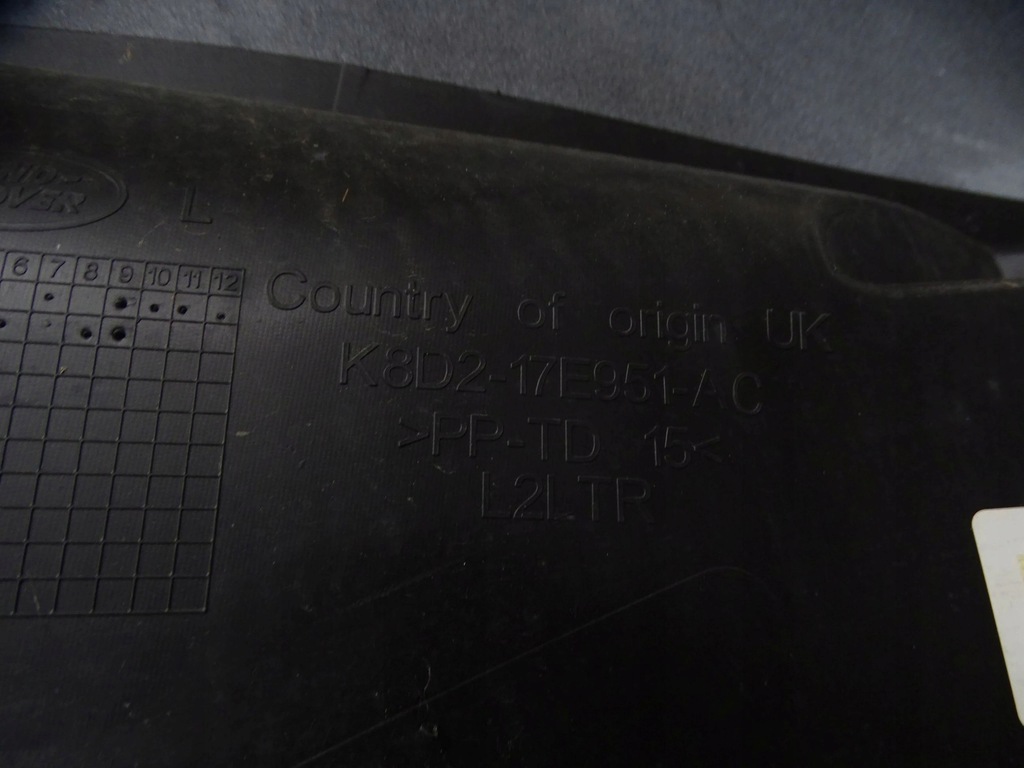 L
6 7 8 9 10 11 12
Country of origin UK
K8D2-17E951-AC
>PP-TD 15<
L2LTR